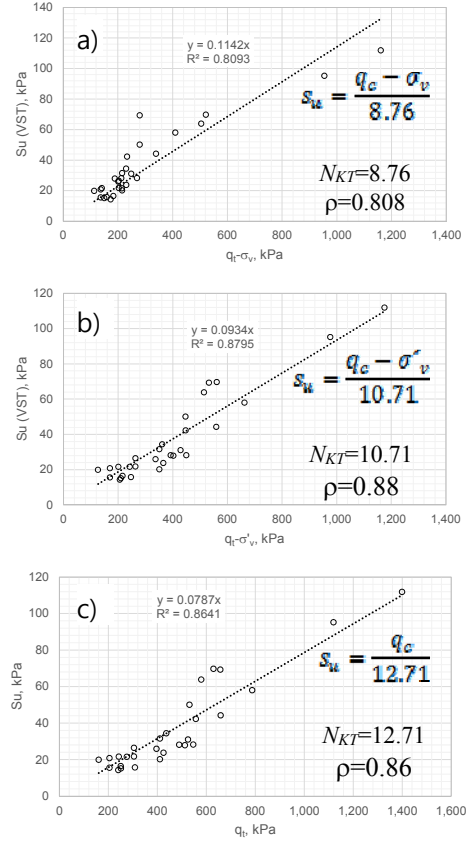 a)
y = 0.1142x
R² = 0.8093
s_u = (q_c − σ_v) / 8.76
N_KT=8.76
ρ=0.808
Su (VST), kPa
140
120
100
80
60
40
20
0
0 200 400 600 800 1,000 1,200 1,400
q_t-σ_v, kPa
b)
y = 0.0934x
R² = 0.8795
s_u = (q_c − σ'_v) / 10.71
N_KT=10.71
ρ=0.88
Su (VST), kPa
120
100
80
60
40
20
0
0 200 400 600 800 1,000 1,200 1,400
q_t-σ'_v, kPa
c)
y = 0.0787x
R² = 0.8641
s_u = q_c / 12.71
N_KT=12.71
ρ=0.86
Su, kPa
120
100
80
60
40
20
0
0 200 400 600 800 1,000 1,200 1,400
q_t, kPa